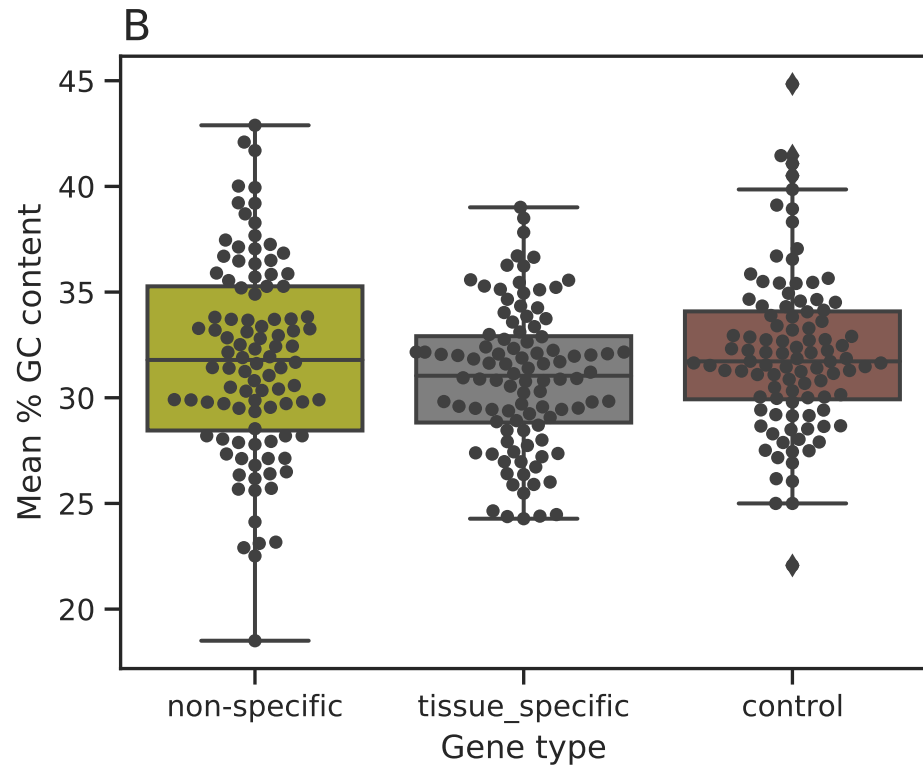 B
45
40
35
30
25
20
Mean % GC content
non-specific
tissue_specific
control
Gene type